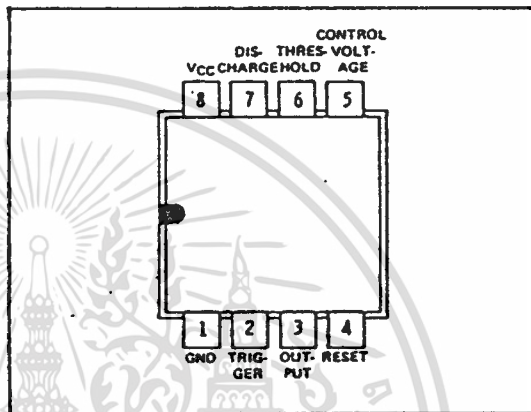 CONTROL
DIS- THRES- VOLT-
VCC CHARGE HOLD AGE
8 7 6 5
1 2 3 4
GND TRIG- OUT- RESET
GER PUT